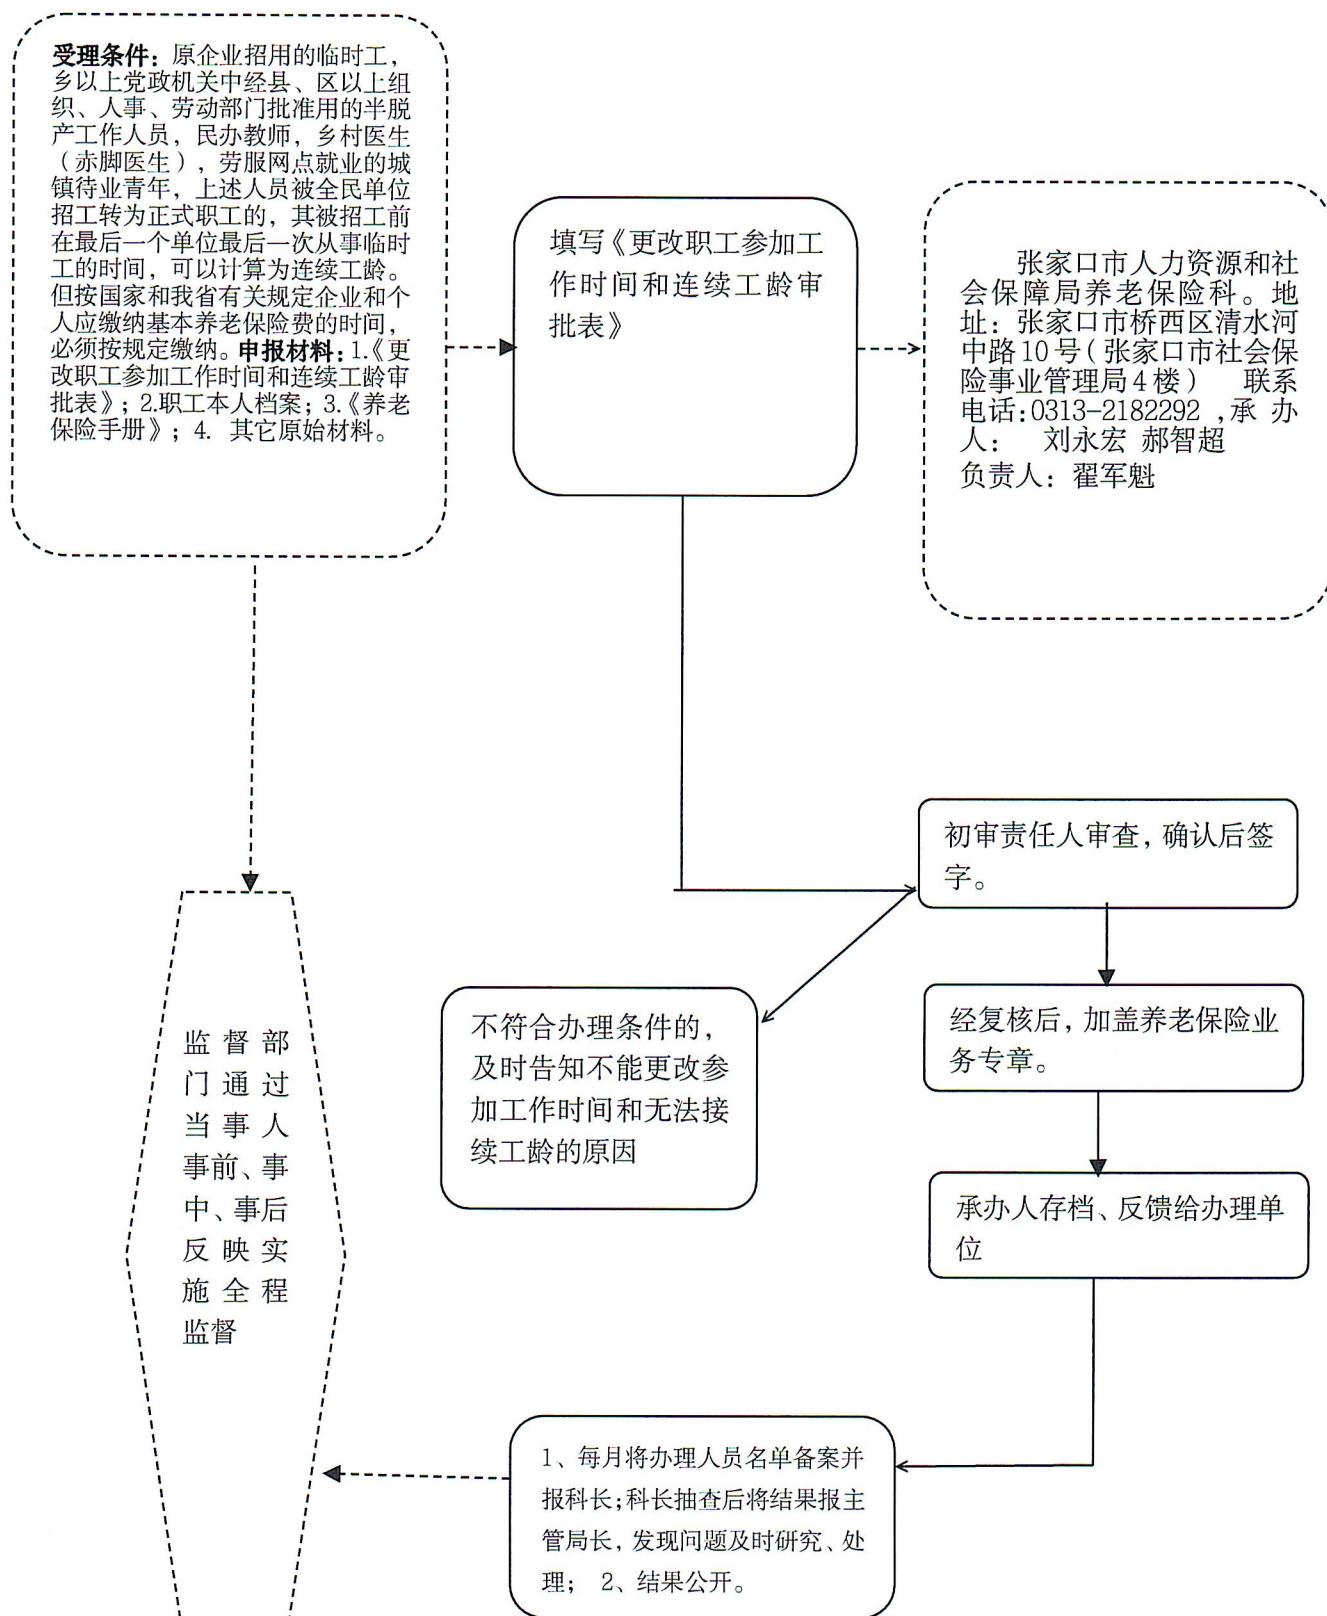 受理条件：原企业招用的临时工，
乡以上党政机关中经县、区以上组
织、人事、劳动部门批准用的半脱
产工作人员，民办教师，乡村医生
（赤脚医生），劳服网点就业的城
镇待业青年，上述人员被全民单位
招工转为正式职工的，其被招工前
在最后一个单位最后一次从事临时
工的时间，可以计算为连续工龄。
但按国家和我省有关规定企业和个
人应缴纳基本养老保险费的时间，
必须按规定缴纳。申报材料：1.《更
改职工参加工作时间和连续工龄审
批表》；2.职工本人档案；3.《养老
保险手册》；4. 其它原始材料。
填写《更改职工参加工
作时间和连续工龄审
批表》
张家口市人力资源和社
会保障局养老保险科。地
址：张家口市桥西区清水河
中路10号（张家口市社会保
险事业管理局4楼） 联系
电话:0313-2182292 ,承 办
人： 刘永宏 郝智超
负责人：翟军魁
初审责任人审查，确认后签
字。
不符合办理条件的，
及时告知不能更改参
加工作时间和无法接
续工龄的原因
经复核后，加盖养老保险业
务专章。
承办人存档、反馈给办理单
位
监督部
门通过
当事人
事前、事
中、事后
反映实
施全程
监督
1、每月将办理人员名单备案并
报科长;科长抽查后将结果报主
管局长，发现问题及时研究、处
理； 2、结果公开。